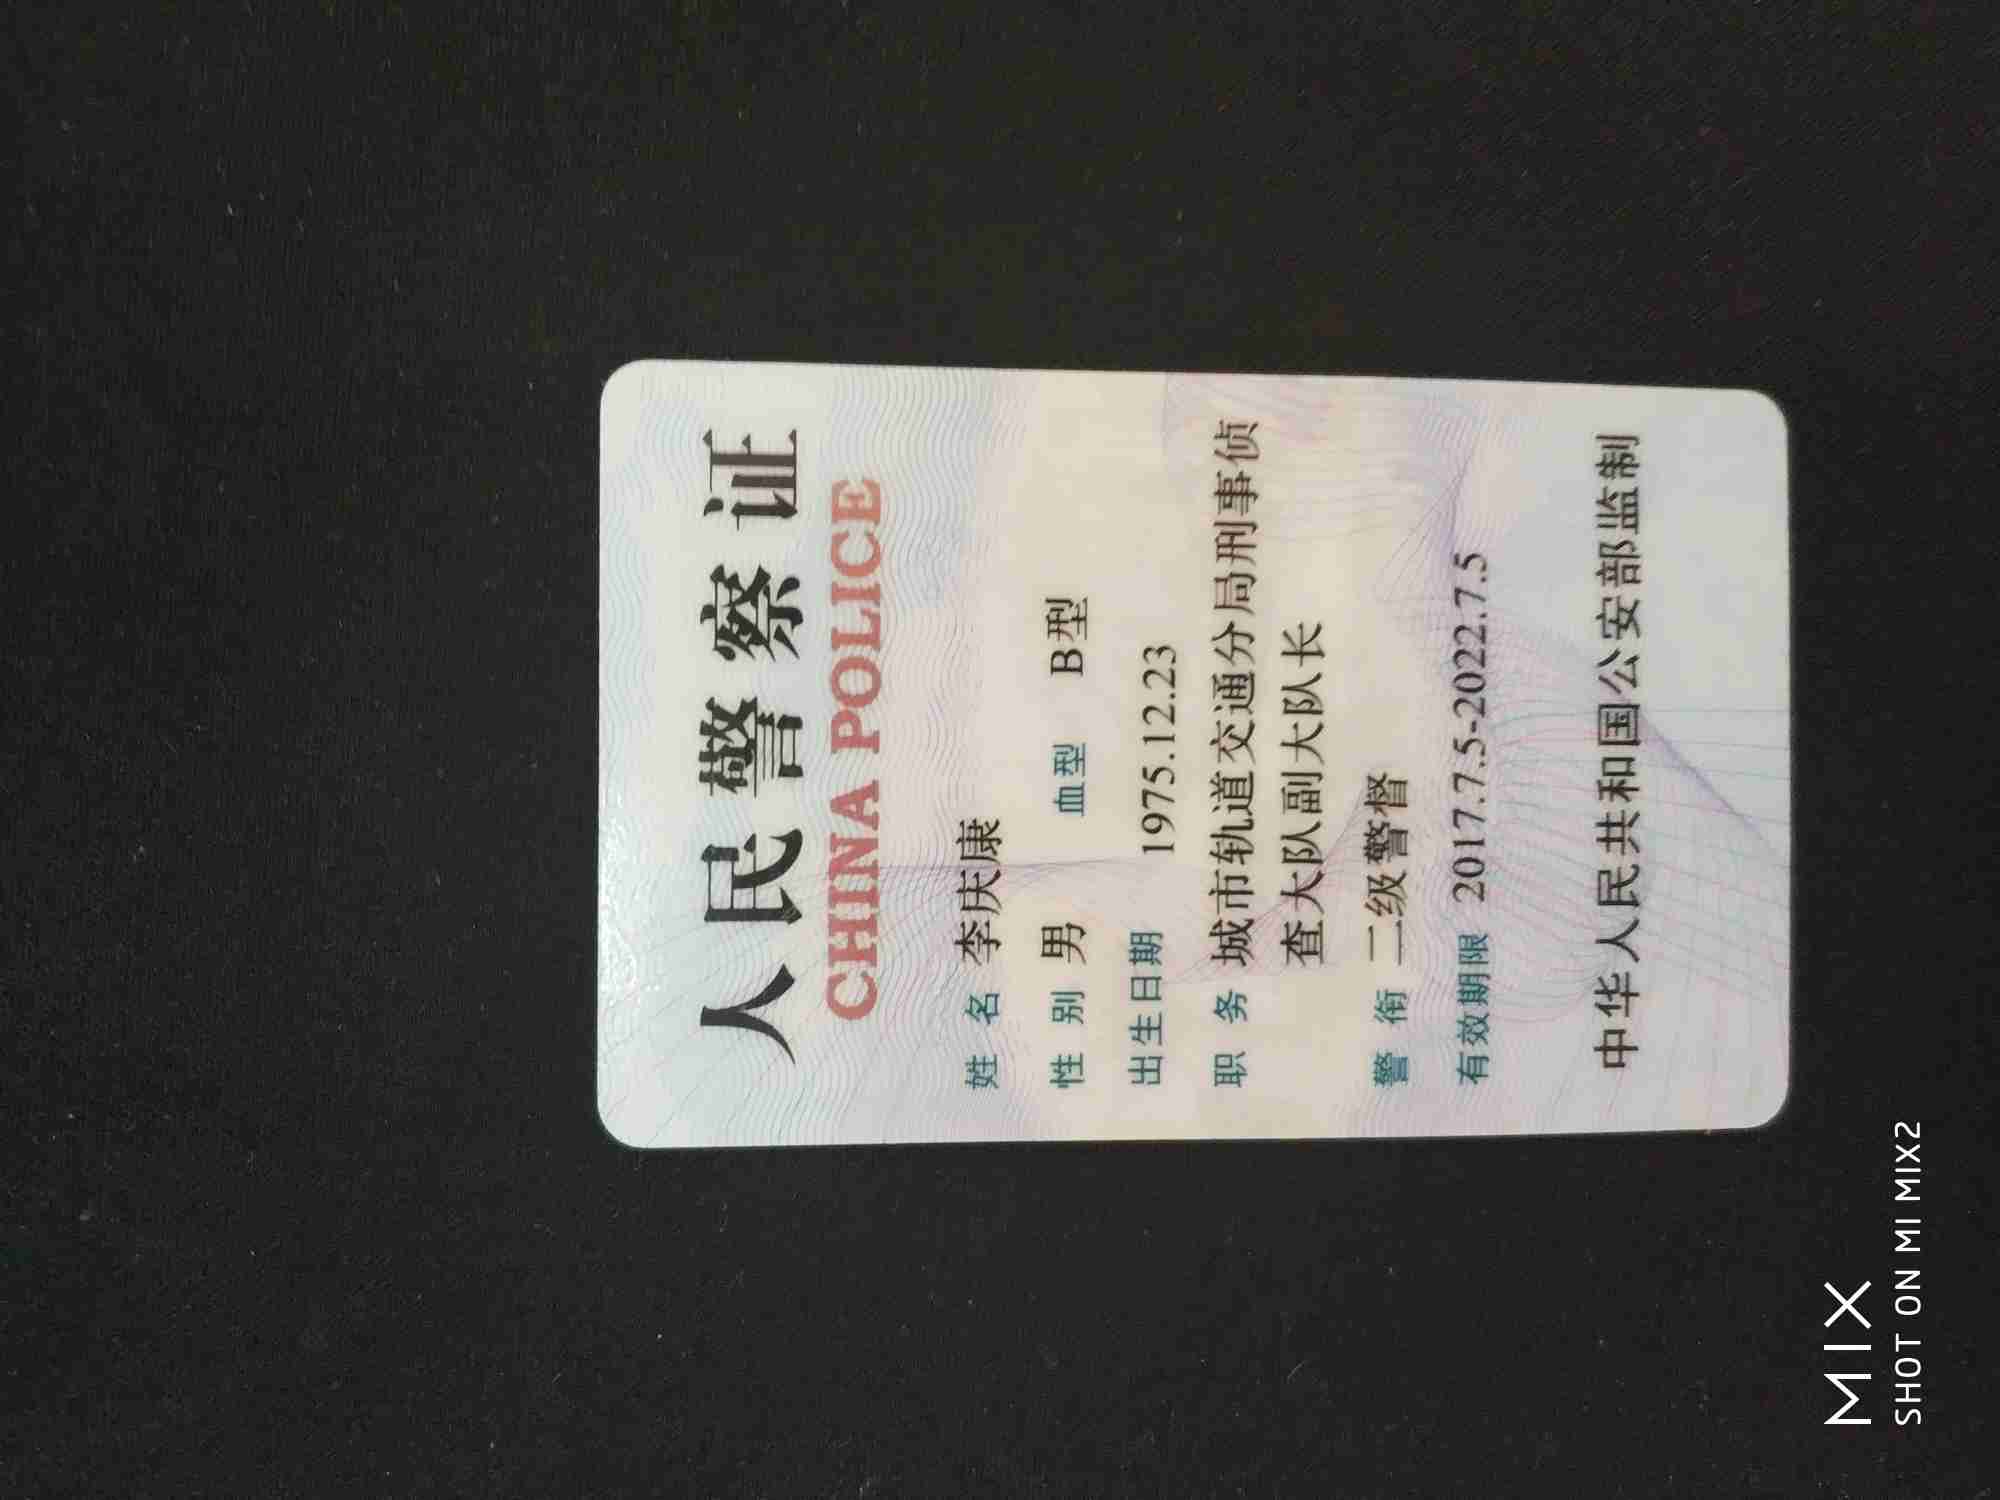 人民警察证
CHINA POLICE
姓 名 李庆康
性 别 男 血型 B型
出生日期 1975.12.23
职 务 城市轨道交通分局刑事侦
查大队副大队长
警 衔 二级警督
有效期限 2017.7.5-2022.7.5
中华人民共和国公安部监制
MIX
SHOT ON MI MIX2